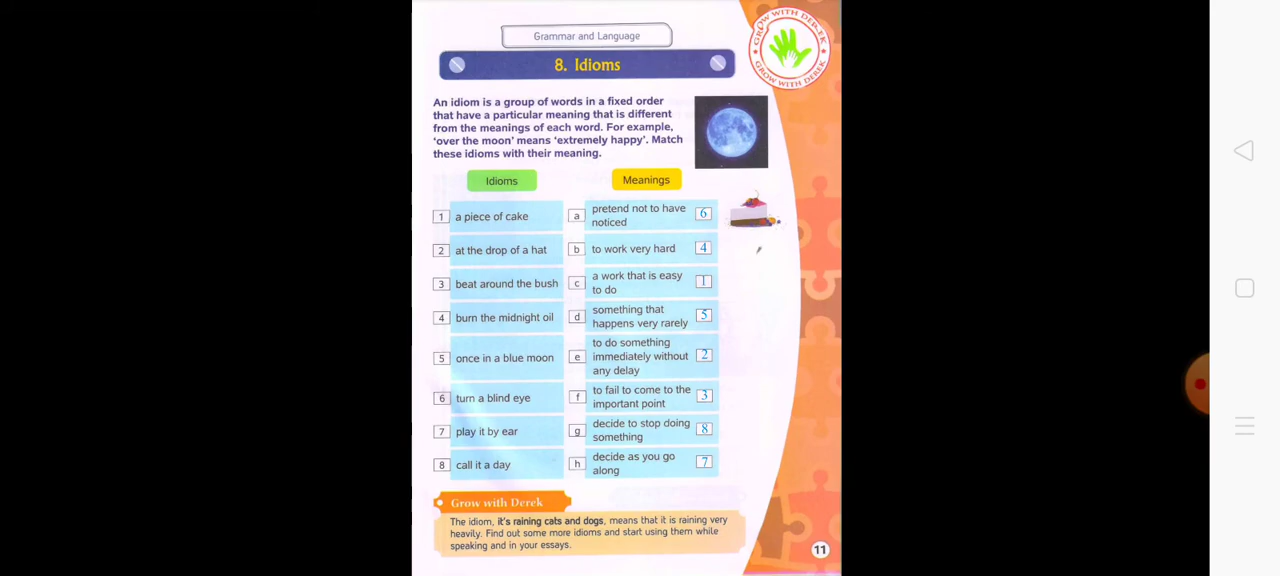 Grammar and Language
GROW WITH DEREK
GROW WITH DEREK
8. Idioms
An idiom is a group of words in a fixed order
that have a particular meaning that is different
from the meanings of each word. For example,
'over the moon' means 'extremely happy'. Match
these idioms with their meaning.
Idioms
Meanings
1 a piece of cake
a pretend not to have
noticed 6
2 at the drop of a hat
b to work very hard 4
3 beat around the bush
c a work that is easy
to do 1
4 burn the midnight oil
d something that
happens very rarely 5
5 once in a blue moon
e to do something
immediately without
any delay 2
6 turn a blind eye
f to fail to come to the
important point 3
7 play it by ear
g decide to stop doing
something 8
8 call it a day
h decide as you go
along 7
Grow with Derek
The idiom, it's raining cats and dogs, means that it is raining very
heavily. Find out some more idioms and start using them while
speaking and in your essays.
11